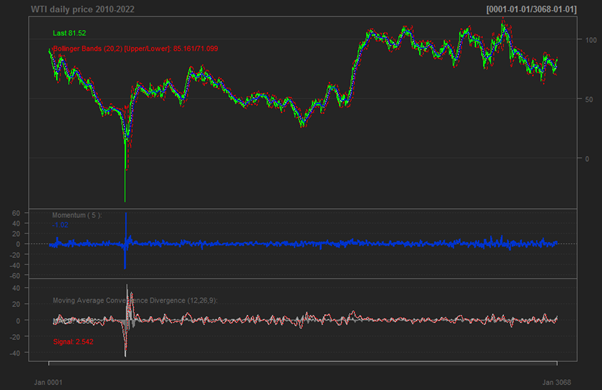 WTI daily price 2010-2022 [0001-01-01/3068-01-01]
Last 81.52
Bollinger Bands (20,2) [Upper/Lower]: 85.161/71.099
100
50
0
Momentum ( 5 ):
60
40
20
0
-20
-40
-60
Moving Average Convergence Divergence (12,26,9):
Signal: 2.542
40
20
0
-20
-40
Jan 0001 Jan 3068